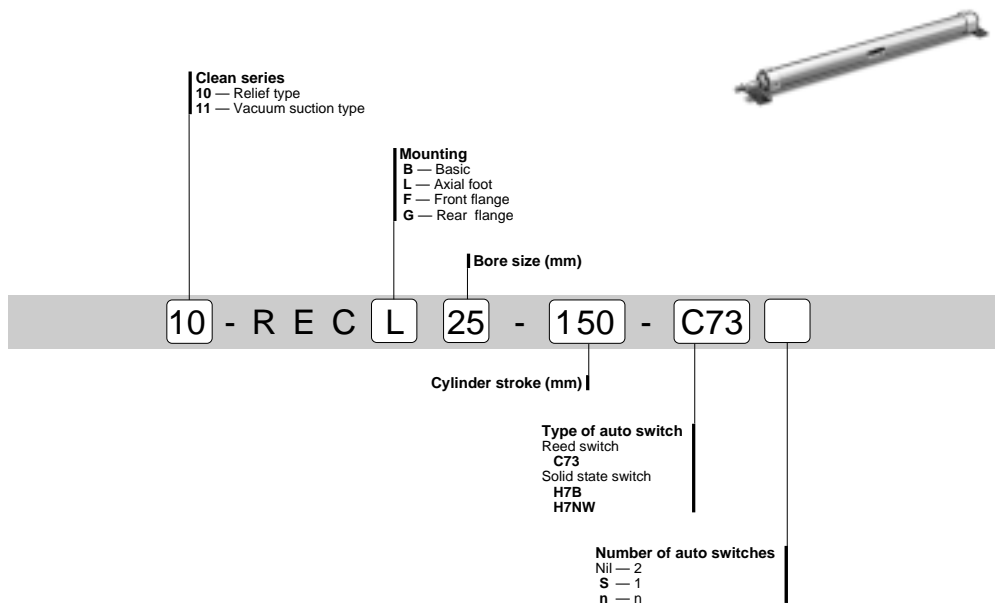 Clean series
10 — Relief type
11 — Vacuum suction type
Mounting
B — Basic
L — Axial foot
F — Front flange
G — Rear flange
Bore size (mm)
10 - R E C L 25 - 150 - C73
Cylinder stroke (mm)
Type of auto switch
Reed switch
C73
Solid state switch
H7B
H7NW
Number of auto switches
Nil — 2
S — 1
n — n